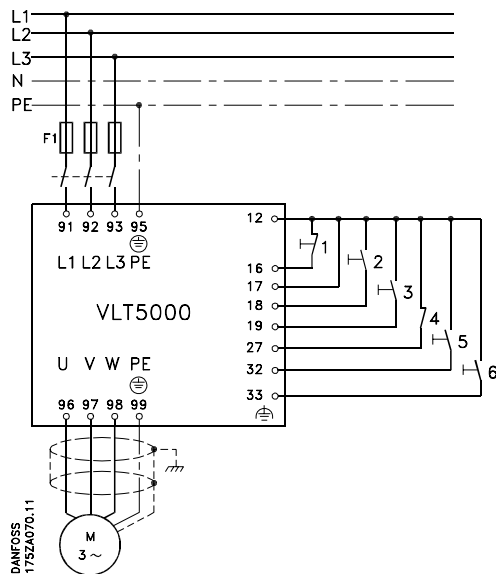 L1
L2
L3
N
PE
F1
91 92 93 95
L1 L2 L3 PE
VLT5000
U V W PE
96 97 98 99
12
16
17
18
19
27
32
33
1
2
3
4
5
6
M
3 ~
DANFOSS
175ZA070.11